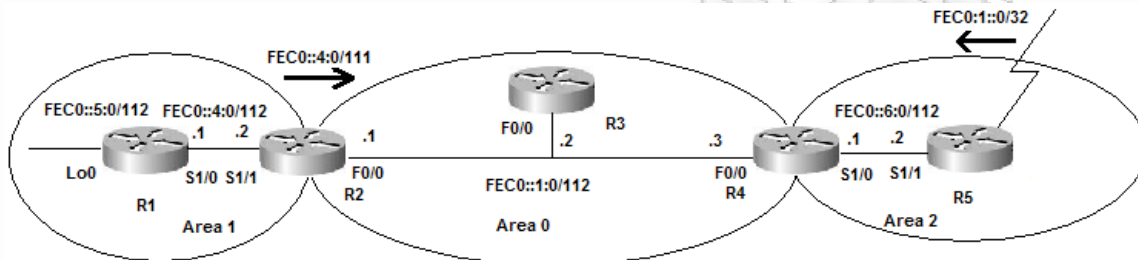 FEC0:1::0/32
FEC0::4:0/111
FEC0::5:0/112
FEC0::4:0/112
FEC0::6:0/112
F0/0
R3
.1
.2
.1
.2
.3
.1
.2
Lo0
S1/0
S1/1
F0/0
FEC0::1:0/112
F0/0
S1/0
S1/1
R1
R2
R4
R5
Area 1
Area 0
Area 2